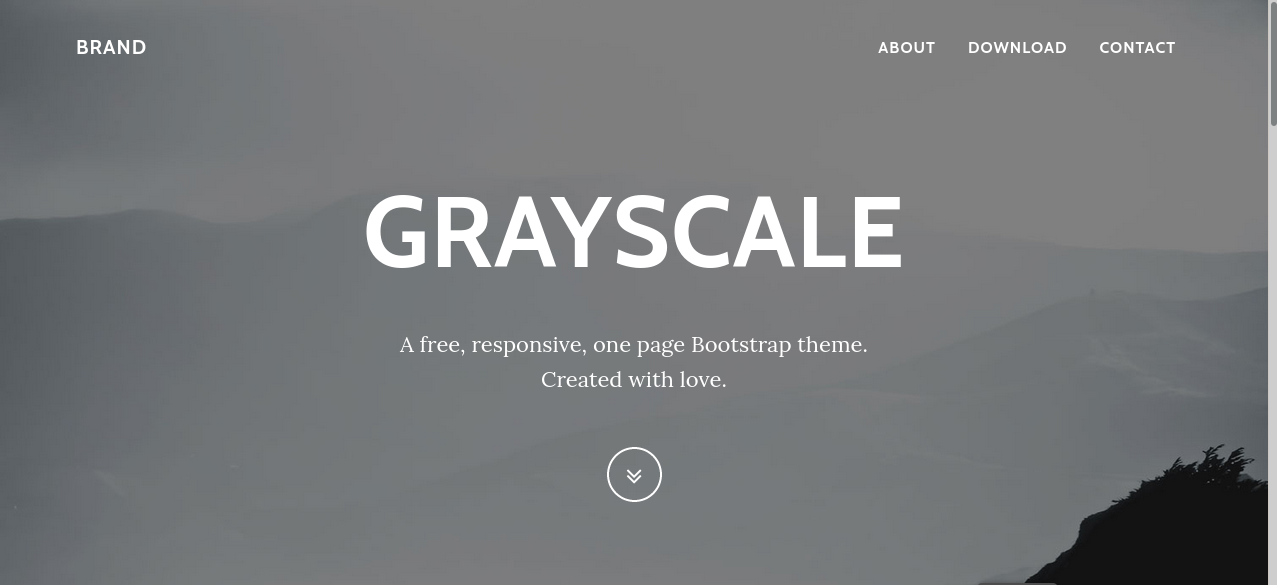 BRAND
ABOUT DOWNLOAD CONTACT
GRAYSCALE
A free, responsive, one page Bootstrap theme.
Created with love.